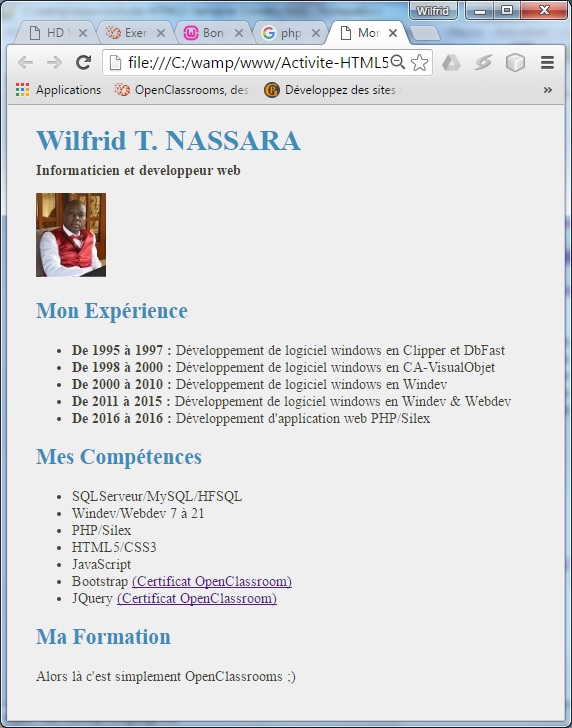 Wilfrid
HD
Exer
Bon
php
Mor
file:///C:/wamp/www/Activite-HTML5
Applications
OpenClassrooms, des
Développez des sites
»
Wilfrid T. NASSARA
Informaticien et developpeur web
Mon Expérience
De 1995 à 1997 : Développement de logiciel windows en Clipper et DbFast
De 1998 à 2000 : Développement de logiciel windows en CA-VisualObjet
De 2000 à 2010 : Développement de logiciel windows en Windev
De 2011 à 2015 : Développement de logiciel windows en Windev & Webdev
De 2016 à 2016 : Développement d'application web PHP/Silex
Mes Compétences
SQLServeur/MySQL/HFSQL
Windev/Webdev 7 à 21
PHP/Silex
HTML5/CSS3
JavaScript
Bootstrap (Certificat OpenClassroom)
JQuery (Certificat OpenClassroom)
Ma Formation
Alors là c'est simplement OpenClassrooms ;)